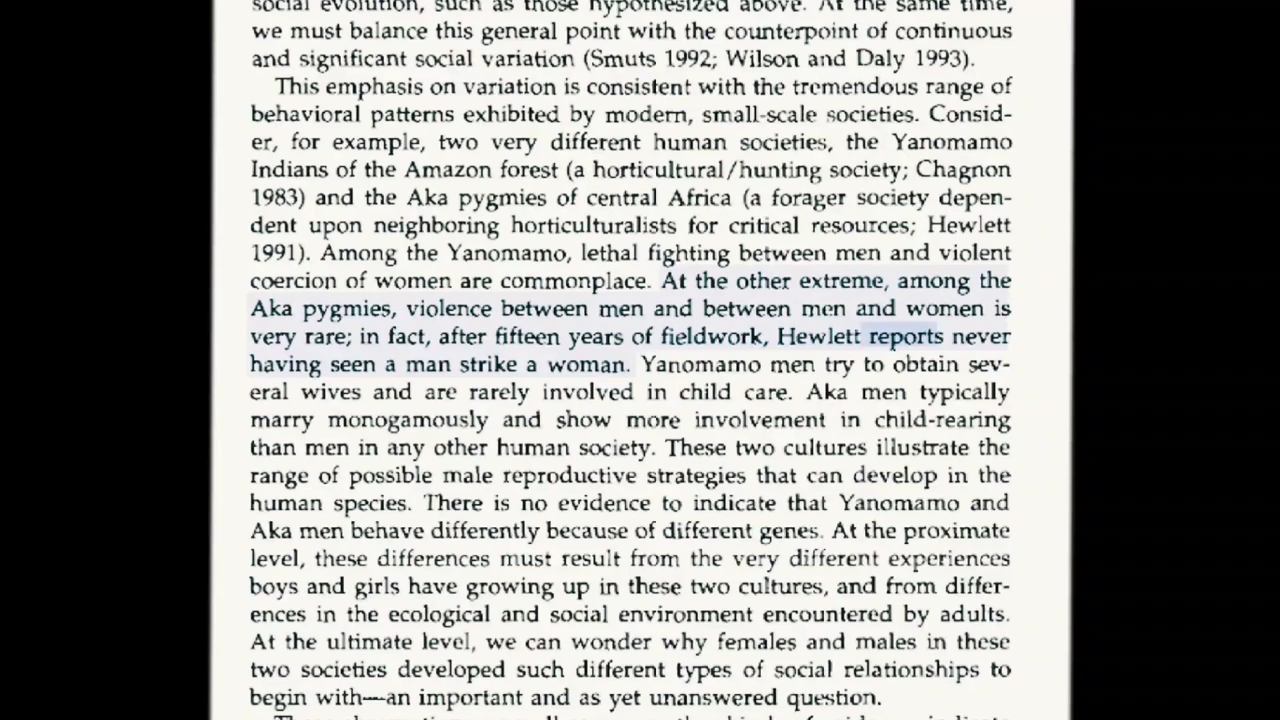 social evolution, such as those hypothesized above. At the same time,
we must balance this general point with the counterpoint of continuous
and significant social variation (Smuts 1992; Wilson and Daly 1993).
This emphasis on variation is consistent with the tremendous range of
behavioral patterns exhibited by modern, small-scale societies. Consid-
er, for example, two very different human societies, the Yanomamo
Indians of the Amazon forest (a horticultural/hunting society; Chagnon
1983) and the Aka pygmies of central Africa (a forager society depen-
dent upon neighboring horticulturalists for critical resources; Hewlett
1991). Among the Yanomamo, lethal fighting between men and violent
coercion of women are commonplace. At the other extreme, among the
Aka pygmies, violence between men and between men and women is
very rare; in fact, after fifteen years of fieldwork, Hewlett reports never
having seen a man strike a woman. Yanomamo men try to obtain sev-
eral wives and are rarely involved in child care. Aka men typically
marry monogamously and show more involvement in child-rearing
than men in any other human society. These two cultures illustrate the
range of possible male reproductive strategies that can develop in the
human species. There is no evidence to indicate that Yanomamo and
Aka men behave differently because of different genes. At the proximate
level, these differences must result from the very different experiences
boys and girls have growing up in these two cultures, and from differ-
ences in the ecological and social environment encountered by adults.
At the ultimate level, we can wonder why females and males in these
two societies developed such different types of social relationships to
begin with—an important and as yet unanswered question.